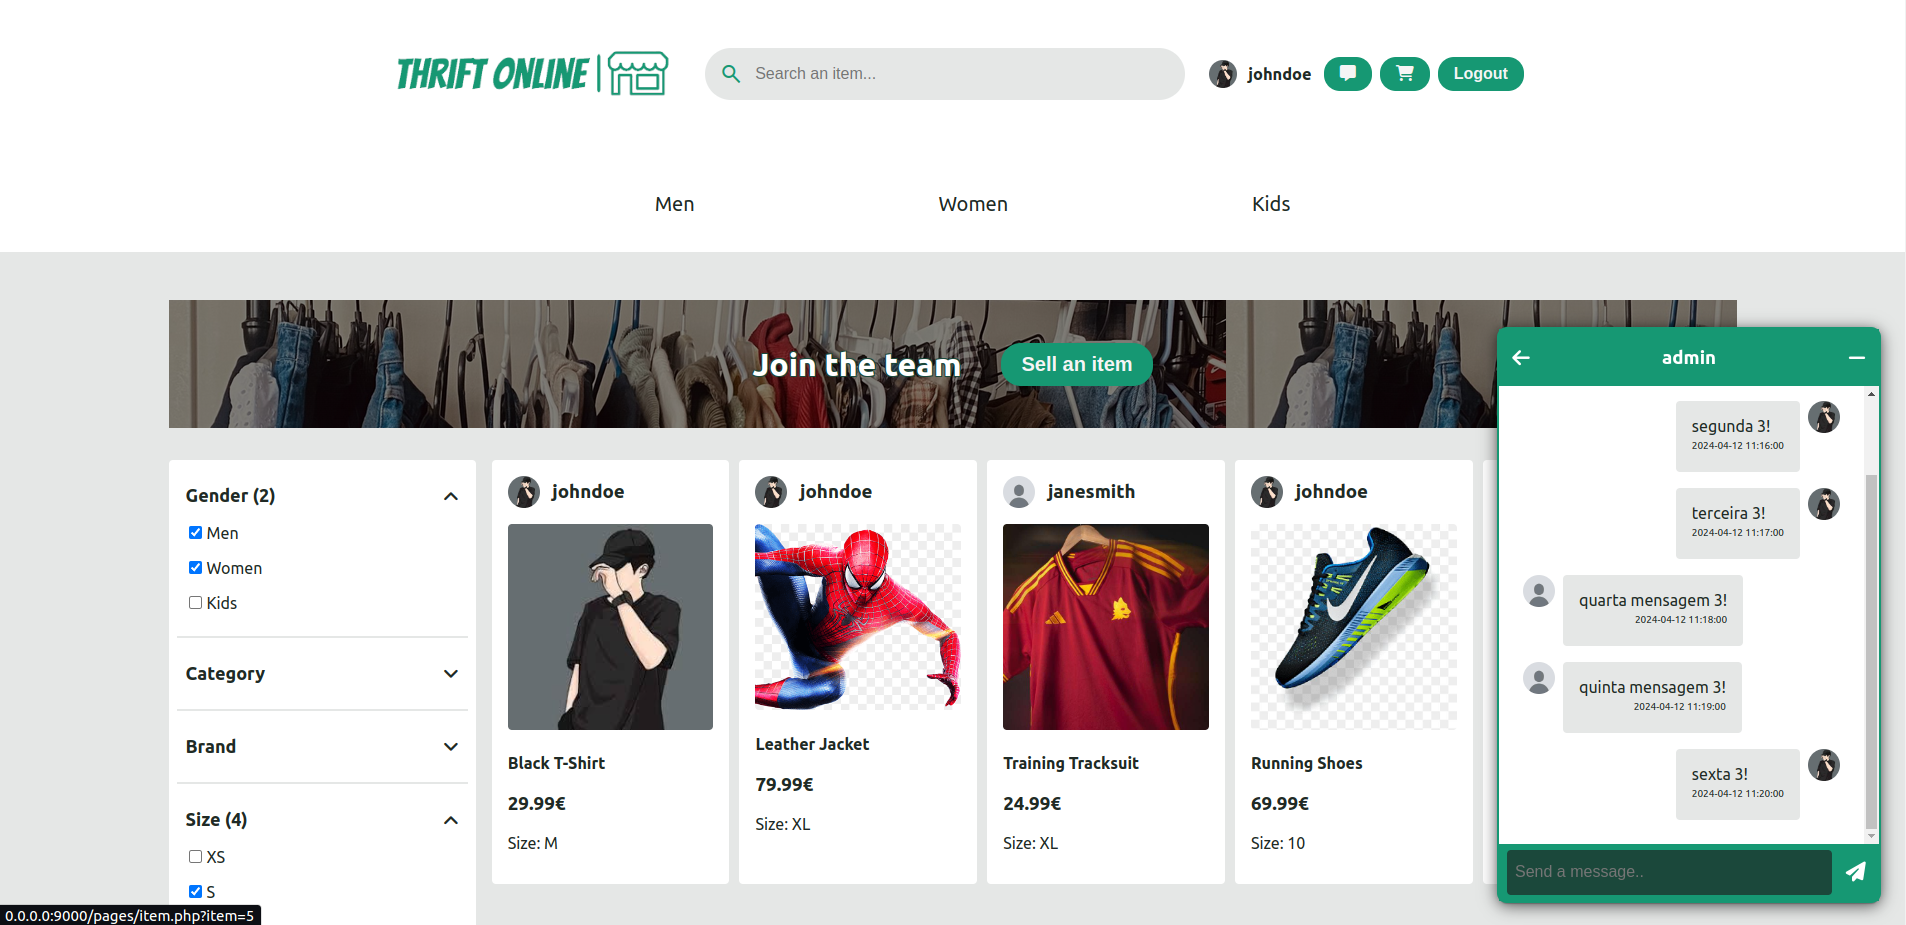 THRIFT ONLINE
Search an item...
johndoe
Logout
Men
Women
Kids
Join the team
Sell an item
Gender (2)
Men
Women
Kids
Category
Brand
Size (4)
XS
S
johndoe
Black T-Shirt
29.99€
Size: M
johndoe
Leather Jacket
79.99€
Size: XL
janesmith
Training Tracksuit
24.99€
Size: XL
johndoe
Running Shoes
69.99€
Size: 10
admin
segunda 3!
2024-04-12 11:16:00
terceira 3!
2024-04-12 11:17:00
quarta mensagem 3!
2024-04-12 11:18:00
quinta mensagem 3!
2024-04-12 11:19:00
sexta 3!
2024-04-12 11:20:00
Send a message..
0.0.0.0:9000/pages/item.php?item=5